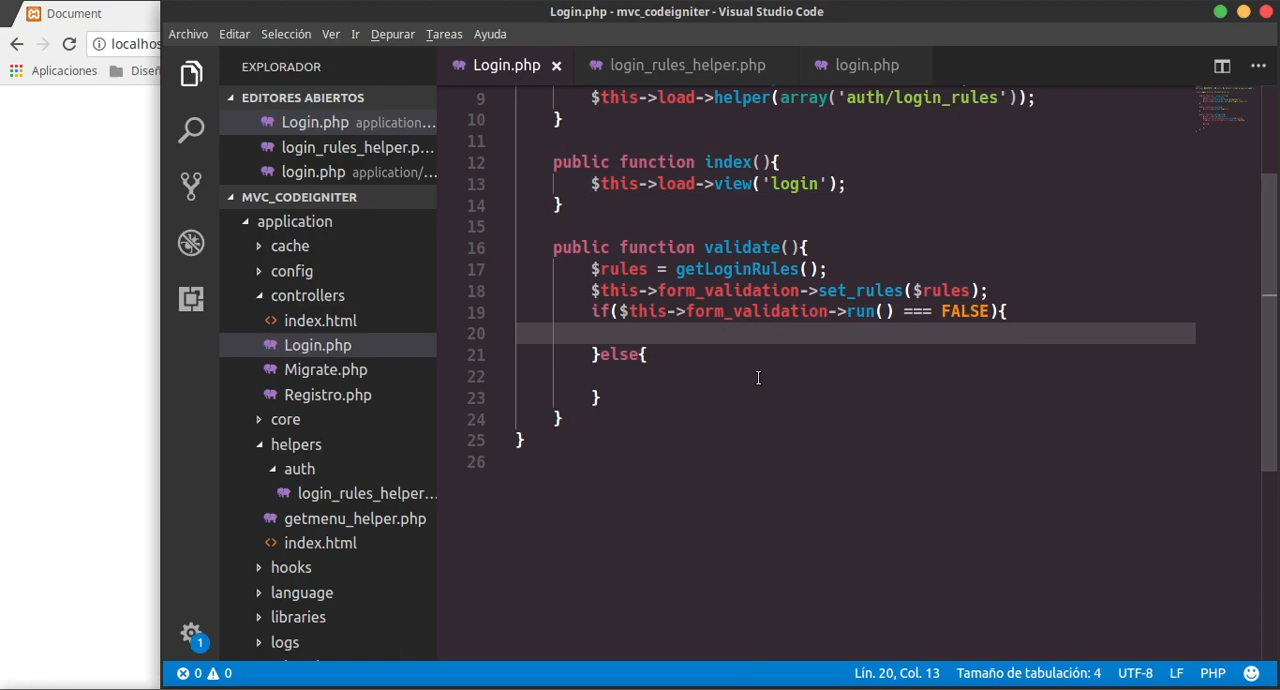 Document
localhos
Aplicaciones
Diseñ
Login.php - mvc_codeigniter - Visual Studio Code
Archivo Editar Selección Ver Ir Depurar Tareas Ayuda
EXPLORADOR
EDITORES ABIERTOS
Login.php application...
login_rules_helper.p...
login.php application/...
MVC_CODEIGNITER
application
cache
config
controllers
<> index.html
Login.php
Migrate.php
Registro.php
core
helpers
auth
login_rules_helper...
getmenu_helper.php
<> index.html
hooks
language
libraries
logs
1
Login.php × login_rules_helper.php login.php
9 $this->load->helper(array('auth/login_rules'));
10 }
11
12 public function index(){
13 $this->load->view('login');
14 }
15
16 public function validate(){
17 $rules = getLoginRules();
18 $this->form_validation->set_rules($rules);
19 if($this->form_validation->run() === FALSE){
20
21 }else{
22
23 }
24 }
25 }
26
0 0 Lín. 20, Col. 13 Tamaño de tabulación: 4 UTF-8 LF PHP